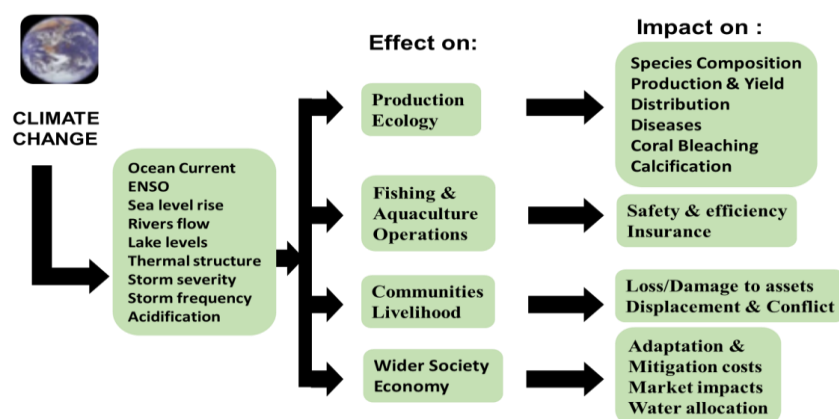 CLIMATE
CHANGE
Ocean Current
ENSO
Sea level rise
Rivers flow
Lake levels
Thermal structure
Storm severity
Storm frequency
Acidification
Effect on:
Production
Ecology
Fishing &
Aquaculture
Operations
Communities
Livelihood
Wider Society
Economy
Impact on :
Species Composition
Production & Yield
Distribution
Diseases
Coral Bleaching
Calcification
Safety & efficiency
Insurance
Loss/Damage to assets
Displacement & Conflict
Adaptation &
Mitigation costs
Market impacts
Water allocation